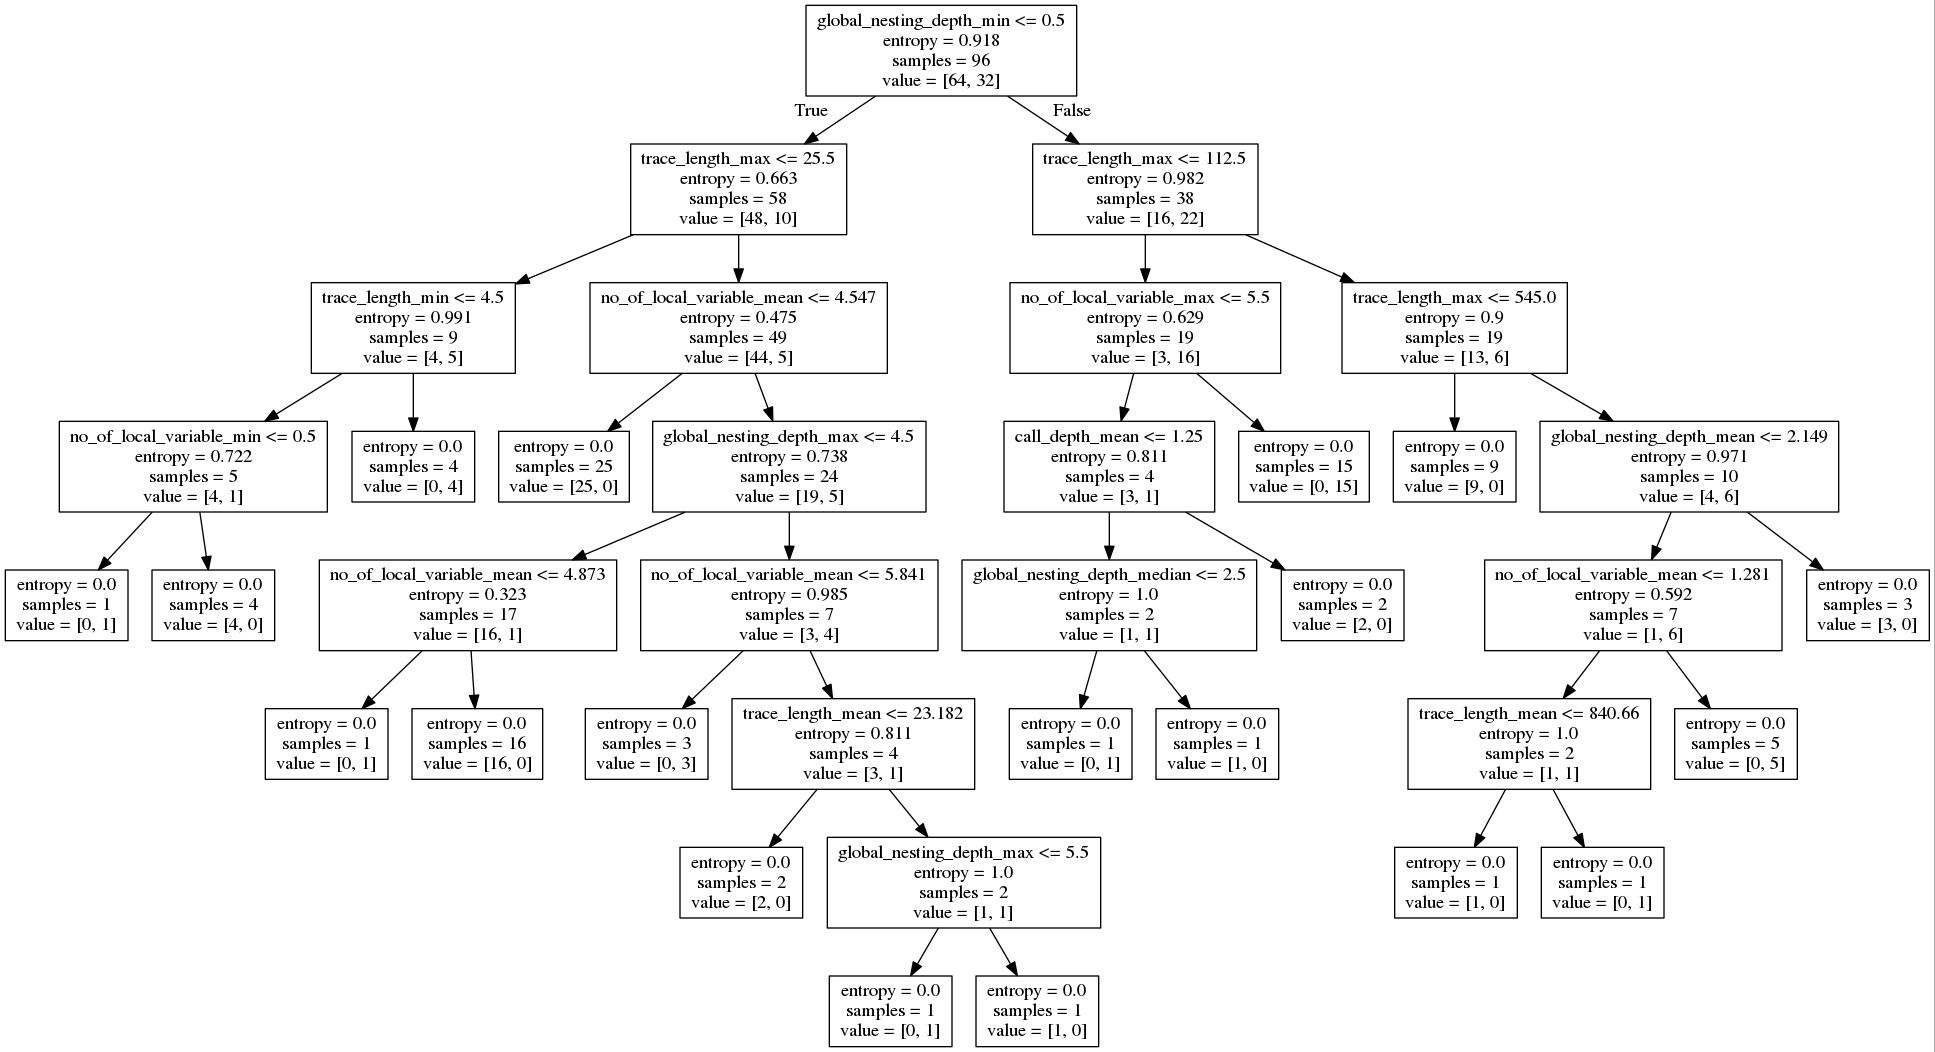 global_nesting_depth_min <= 0.5
entropy = 0.918
samples = 96
value = [64, 32]
True
False
trace_length_max <= 25.5
entropy = 0.663
samples = 58
value = [48, 10]
trace_length_max <= 112.5
entropy = 0.982
samples = 38
value = [16, 22]
trace_length_min <= 4.5
entropy = 0.991
samples = 9
value = [4, 5]
no_of_local_variable_mean <= 4.547
entropy = 0.475
samples = 49
value = [44, 5]
no_of_local_variable_max <= 5.5
entropy = 0.629
samples = 19
value = [3, 16]
trace_length_max <= 545.0
entropy = 0.9
samples = 19
value = [13, 6]
no_of_local_variable_min <= 0.5
entropy = 0.722
samples = 5
value = [4, 1]
entropy = 0.0
samples = 4
value = [0, 4]
entropy = 0.0
samples = 25
value = [25, 0]
global_nesting_depth_max <= 4.5
entropy = 0.738
samples = 24
value = [19, 5]
call_depth_mean <= 1.25
entropy = 0.811
samples = 4
value = [3, 1]
entropy = 0.0
samples = 15
value = [0, 15]
entropy = 0.0
samples = 9
value = [9, 0]
global_nesting_depth_mean <= 2.149
entropy = 0.971
samples = 10
value = [4, 6]
entropy = 0.0
samples = 1
value = [0, 1]
entropy = 0.0
samples = 4
value = [4, 0]
no_of_local_variable_mean <= 4.873
entropy = 0.323
samples = 17
value = [16, 1]
no_of_local_variable_mean <= 5.841
entropy = 0.985
samples = 7
value = [3, 4]
global_nesting_depth_median <= 2.5
entropy = 1.0
samples = 2
value = [1, 1]
entropy = 0.0
samples = 2
value = [2, 0]
no_of_local_variable_mean <= 1.281
entropy = 0.592
samples = 7
value = [1, 6]
entropy = 0.0
samples = 3
value = [3, 0]
entropy = 0.0
samples = 1
value = [0, 1]
entropy = 0.0
samples = 16
value = [16, 0]
entropy = 0.0
samples = 3
value = [0, 3]
trace_length_mean <= 23.182
entropy = 0.811
samples = 4
value = [3, 1]
entropy = 0.0
samples = 1
value = [0, 1]
entropy = 0.0
samples = 1
value = [1, 0]
trace_length_mean <= 840.66
entropy = 1.0
samples = 2
value = [1, 1]
entropy = 0.0
samples = 5
value = [0, 5]
entropy = 0.0
samples = 2
value = [2, 0]
global_nesting_depth_max <= 5.5
entropy = 1.0
samples = 2
value = [1, 1]
entropy = 0.0
samples = 1
value = [1, 0]
entropy = 0.0
samples = 1
value = [0, 1]
entropy = 0.0
samples = 1
value = [0, 1]
entropy = 0.0
samples = 1
value = [1, 0]